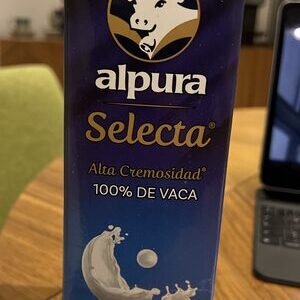 alpura
Selecta®
Alta Cremosidad®
100% DE VACA